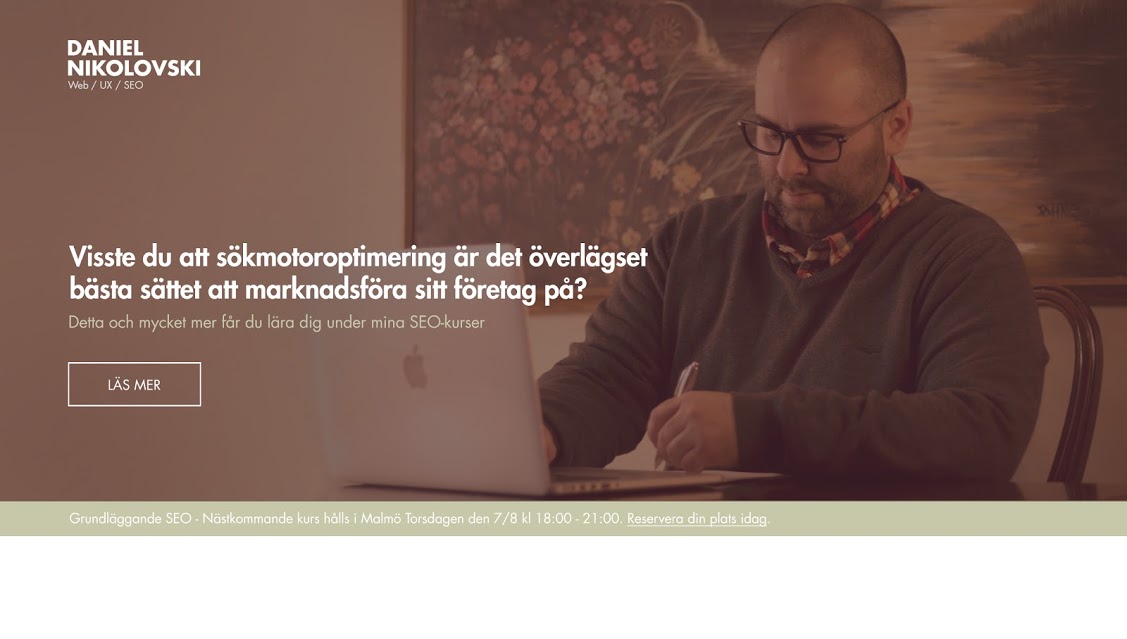 DANIEL
NIKOLOVSKI
Web / UX / SEO
Visste du att sökmotoroptimering är det överlägset
bästa sättet att marknadsföra sitt företag på?
Detta och mycket mer får du lära dig under mina SEO-kurser
LÄS MER
Grundläggande SEO - Nästkommande kurs hålls i Malmö Torsdagen den 7/8 kl 18:00 - 21:00. Reservera din plats idag.